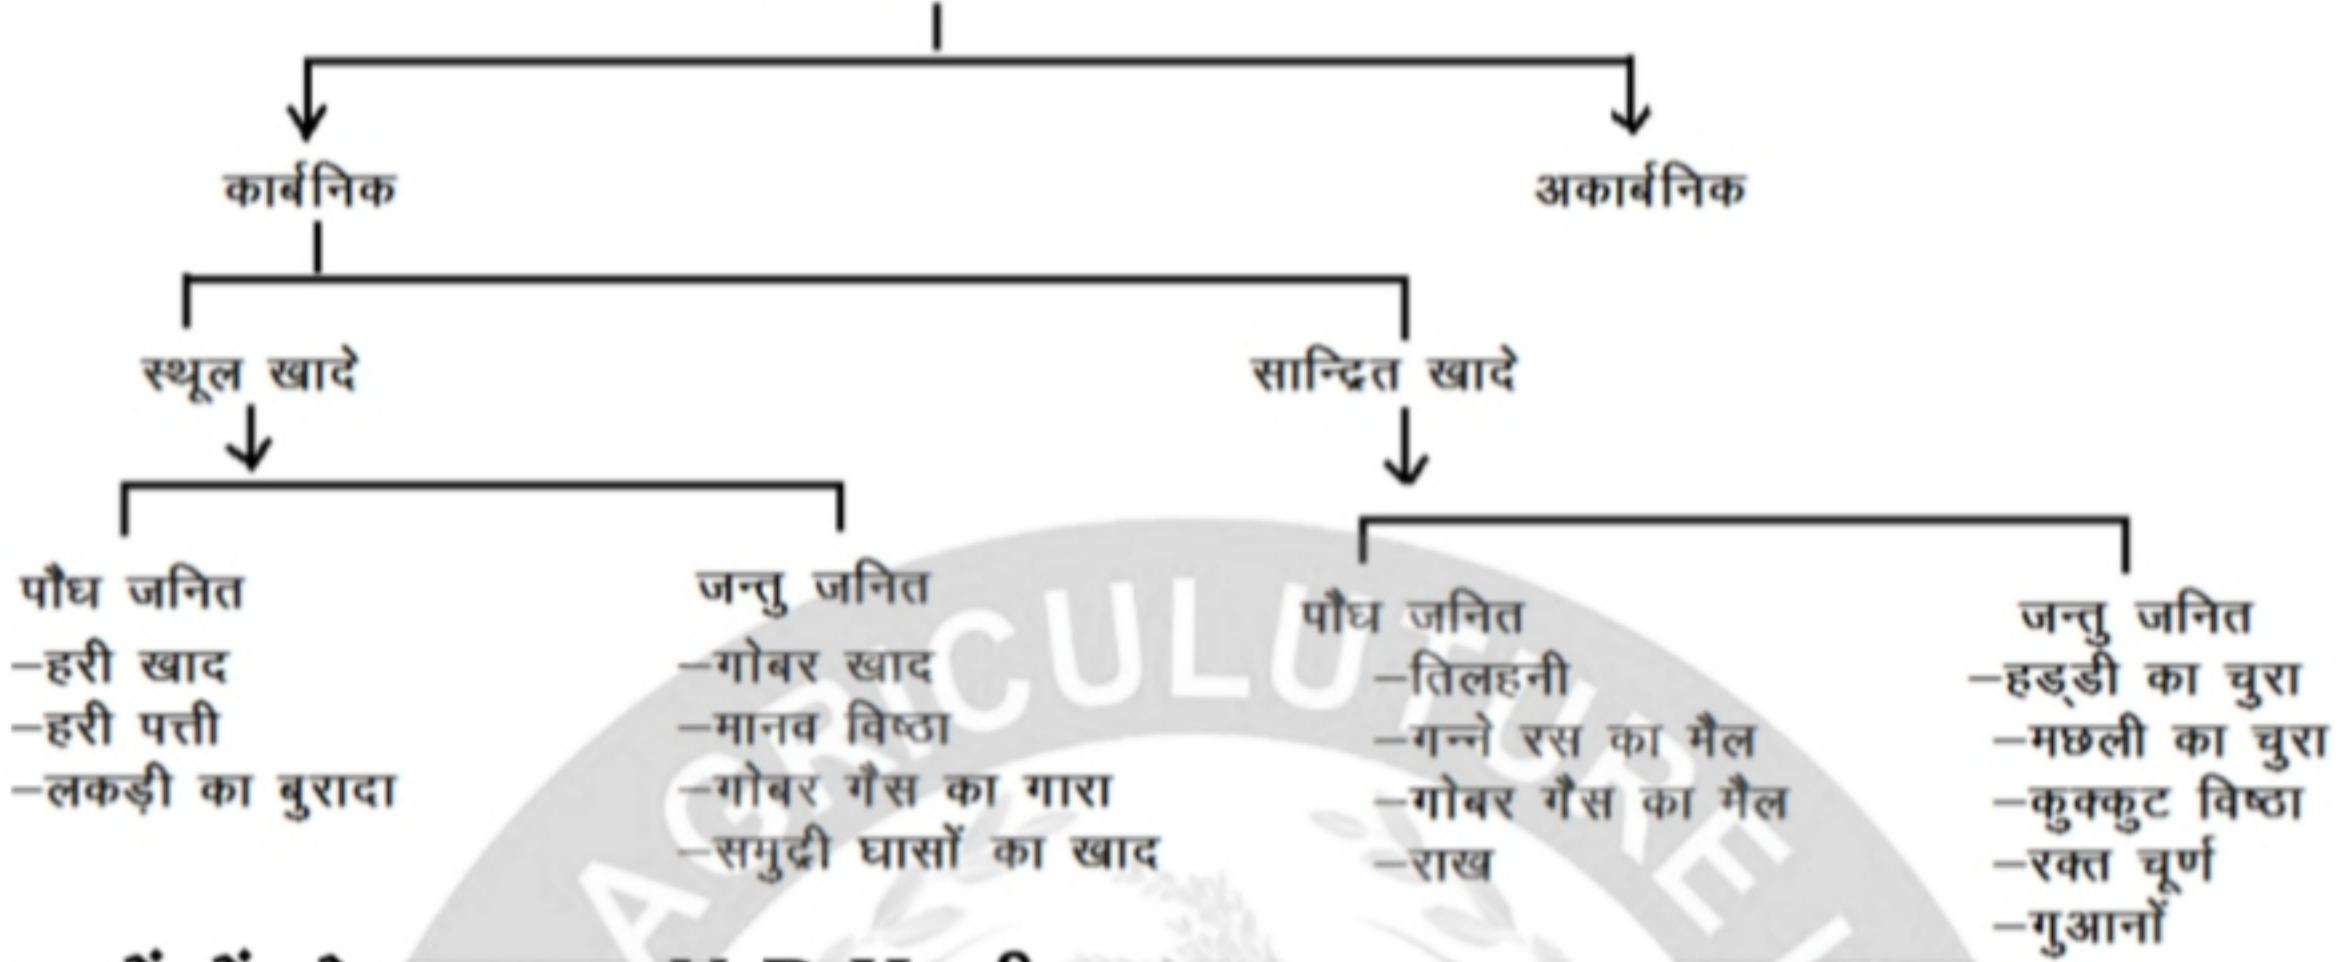 कार्बनिक
अकार्बनिक
स्थूल खादे
सान्द्रित खादे
पौध जनित
–हरी खाद
–हरी पत्ती
–लकड़ी का बुरादा
जन्तु जनित
–गोबर खाद
–मानव विष्ठा
–गोबर गैस का गारा
–समुद्री घासों का खाद
पौध जनित
–तिलहनी
–गन्ने रस का मैल
–गोबर गैस का मैल
–राख
जन्तु जनित
–हड्डी का चुरा
–मछली का चुरा
–कुक्कुट विष्ठा
–रक्त चूर्ण
–गुआनों
AGRICULUTURE